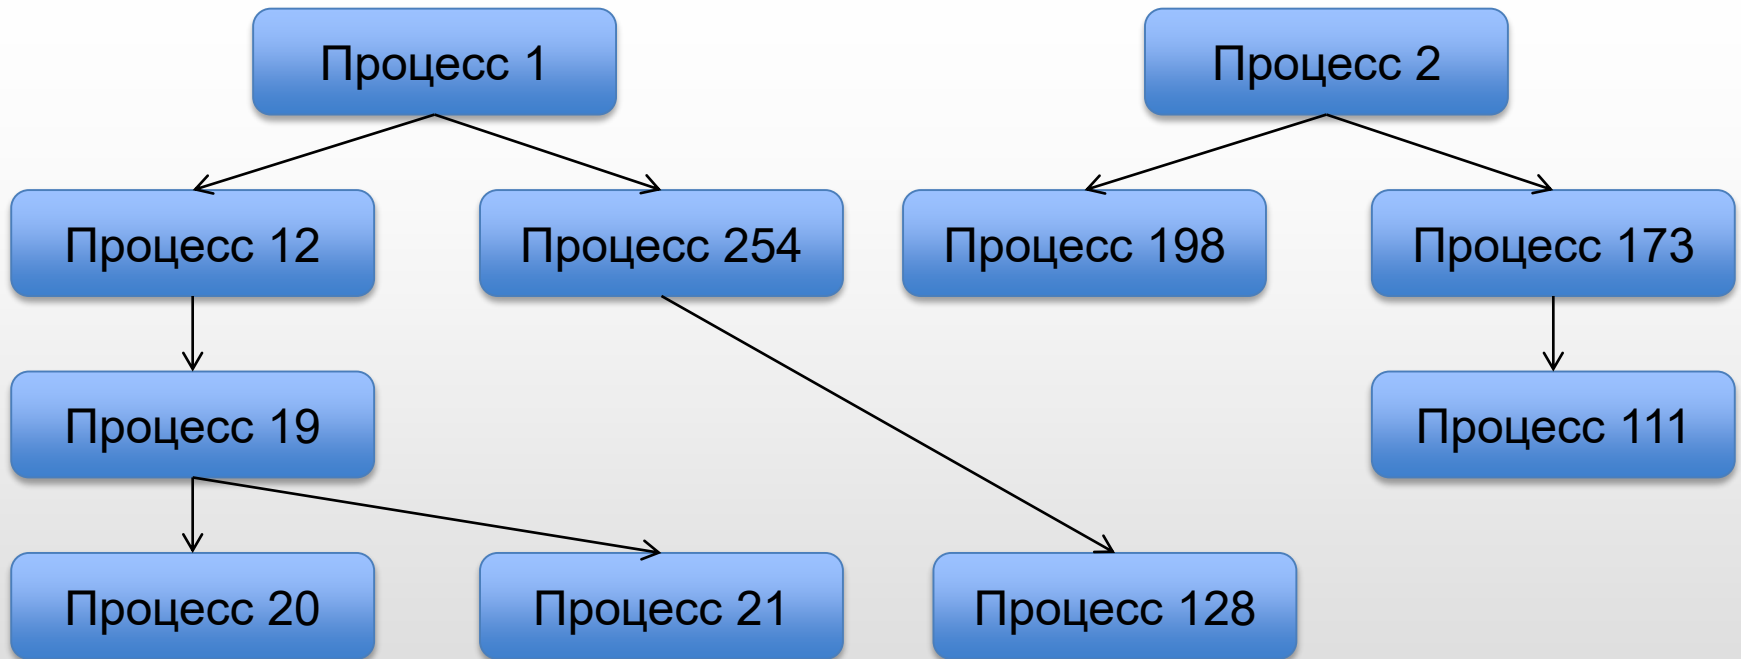 Процесс 1
Процесс 2
Процесс 12
Процесс 254
Процесс 198
Процесс 173
Процесс 19
Процесс 111
Процесс 20
Процесс 21
Процесс 128